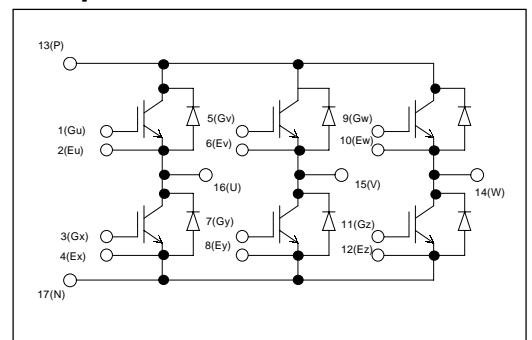 13(P)
1(Gu)
2(Eu)
5(Gv)
6(Ev)
9(Gw)
10(Ew)
16(U)
15(V)
14(W)
3(Gx)
4(Ex)
7(Gy)
8(Ey)
11(Gz)
12(Ez)
17(N)